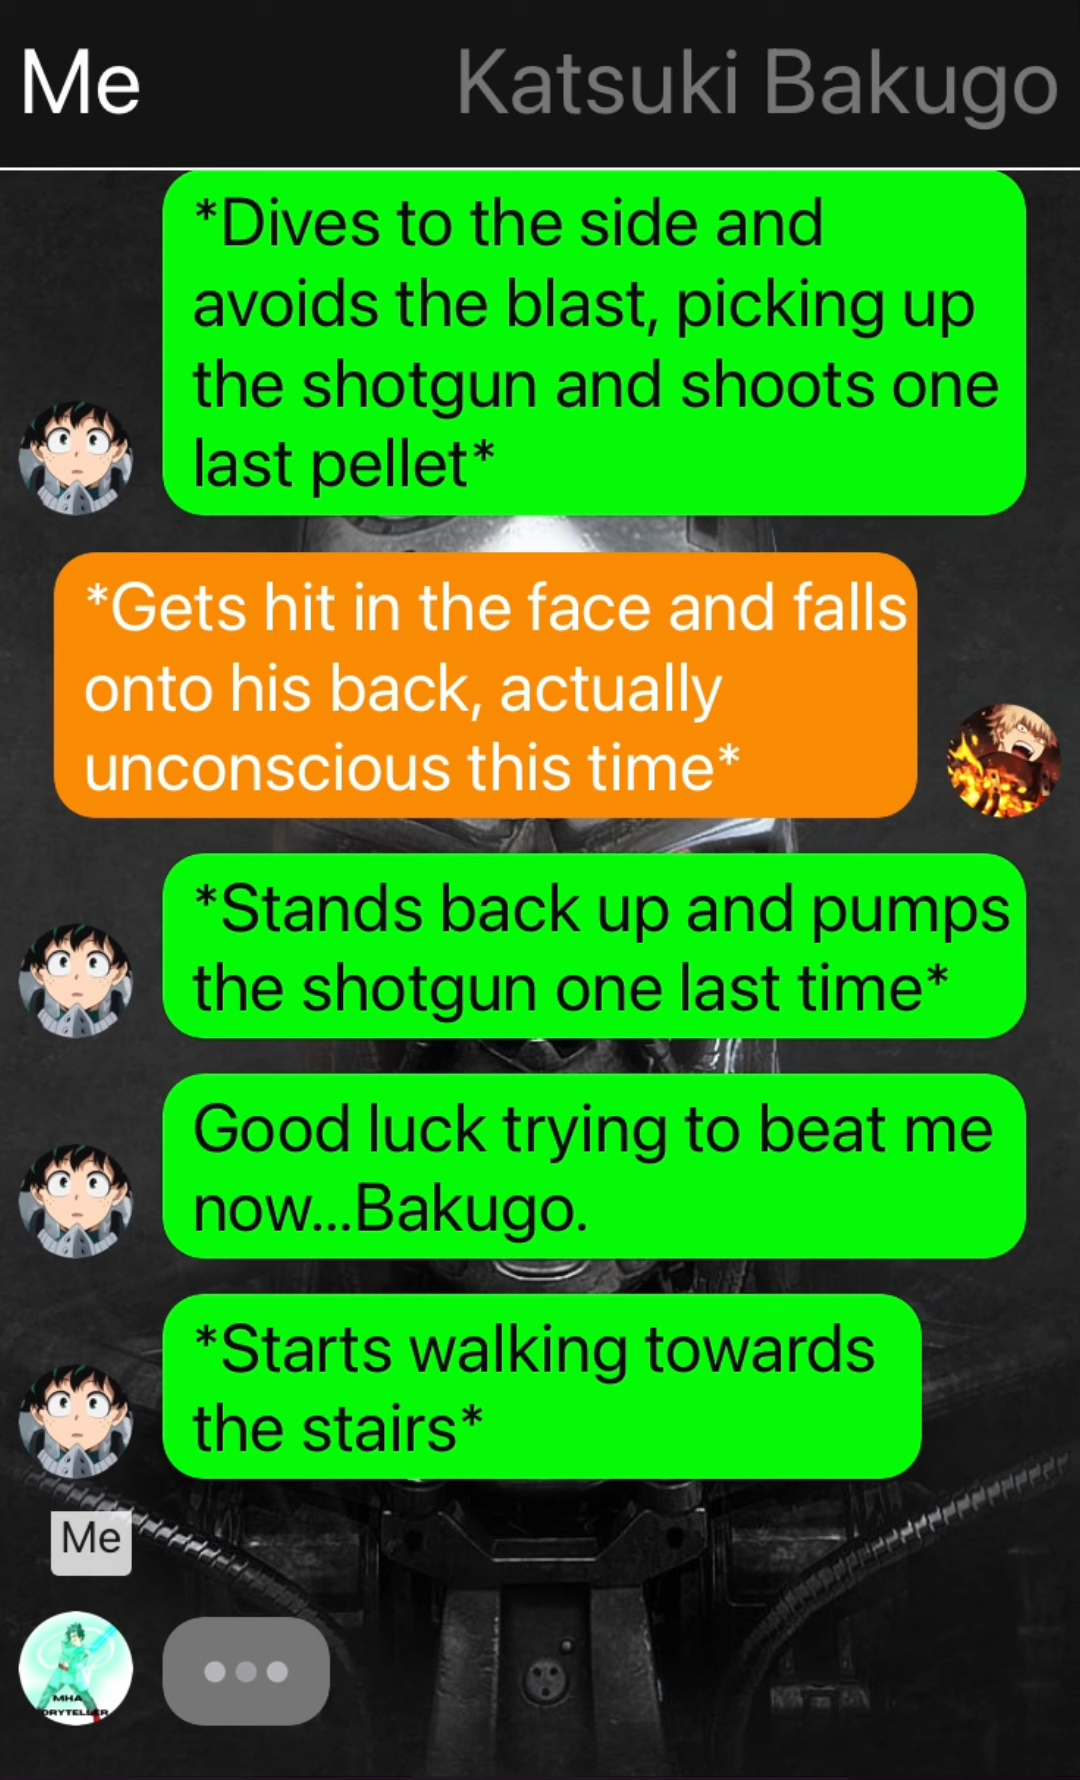 Me Katsuki Bakugo
*Dives to the side and
avoids the blast, picking up
the shotgun and shoots one
last pellet*
*Gets hit in the face and falls
onto his back, actually
unconscious this time*
*Stands back up and pumps
the shotgun one last time*
Good luck trying to beat me
now...Bakugo.
*Starts walking towards
the stairs*
Me
MHA